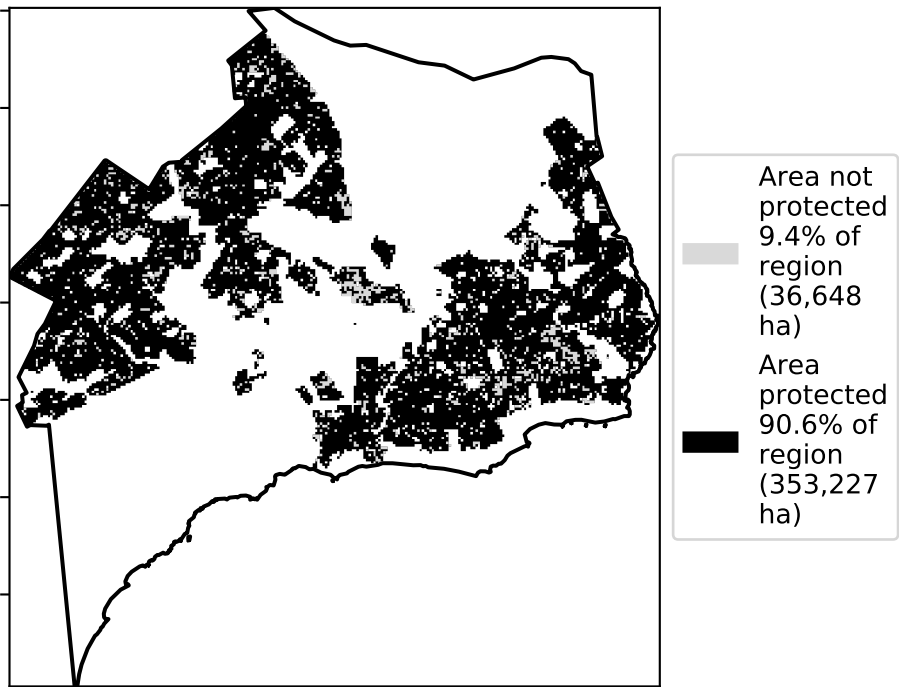 Area not
protected
9.4% of
region
(36,648
ha)
Area
protected
90.6% of
region
(353,227
ha)